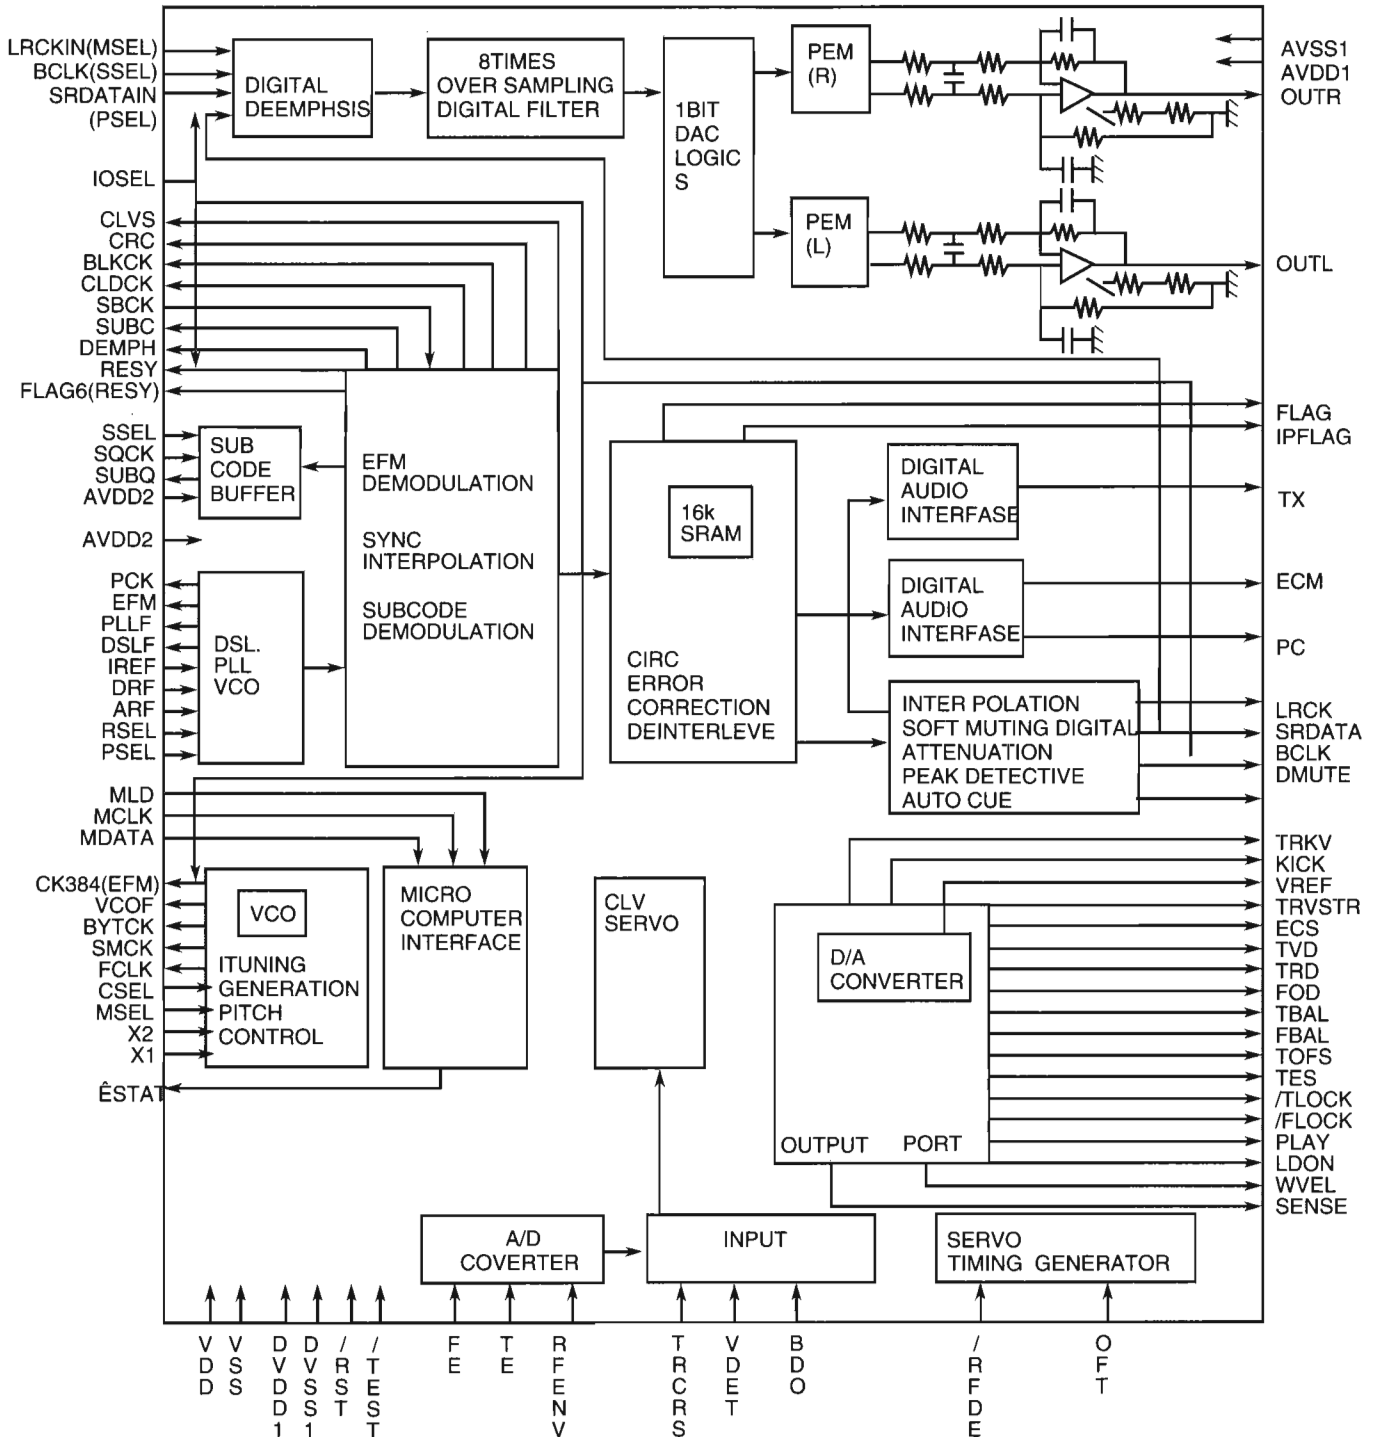 LRCKIN(MSEL)
BCLK(SSEL)
SRDATAIN
(PSEL)
IOSEL
CLVS
CRC
BLKCK
CLDCK
SBCK
SUBC
DEMPH
RESY
FLAG6(RESY)
SSEL
SQCK
SUBQ
AVDD2
AVDD2
PCK
EFM
PLLF
DSLF
IREF
DRF
ARF
RSEL
PSEL
MLD
MCLK
MDATA
CK384(EFM)
VCOF
BYTCK
SMCK
FCLK
CSEL
MSEL
X2
X1
ÊSTAT
DIGITAL
DEEMPHSIS
8TIMES
OVER SAMPLING
DIGITAL FILTER
1BIT
DAC
LOGIC
S
PEM
(R)
PEM
(L)
SUB
CODE
BUFFER
EFM
DEMODULATION
SYNC
INTERPOLATION
SUBCODE
DEMODULATION
DSL.
PLL
VCO
16k
SRAM
CIRC
ERROR
CORRECTION
DEINTERLEVE
DIGITAL
AUDIO
INTERFASE
DIGITAL
AUDIO
INTERFASE
INTER POLATION
SOFT MUTING DIGITAL
ATTENUATION
PEAK DETECTIVE
AUTO CUE
VCO
ITUNING
GENERATION
PITCH
CONTROL
MICRO
COMPUTER
INTERFACE
CLV
SERVO
D/A
CONVERTER
OUTPUT PORT
A/D
COVERTER
INPUT
SERVO
TIMING GENERATOR
AVSS1
AVDD1
OUTR
OUTL
FLAG
IPFLAG
TX
ECM
PC
LRCK
SRDATA
BCLK
DMUTE
TRKV
KICK
VREF
TRVSTR
ECS
TVD
TRD
FOD
TBAL
FBAL
TOFS
TES
/TLOCK
/FLOCK
PLAY
LDON
WVEL
SENSE
VDD
VSS
DVDD1
DVSS1
/RST
/TEST
FE
TE
RFENV
TRCRS
VDET
BDO
/RFDE
OFT